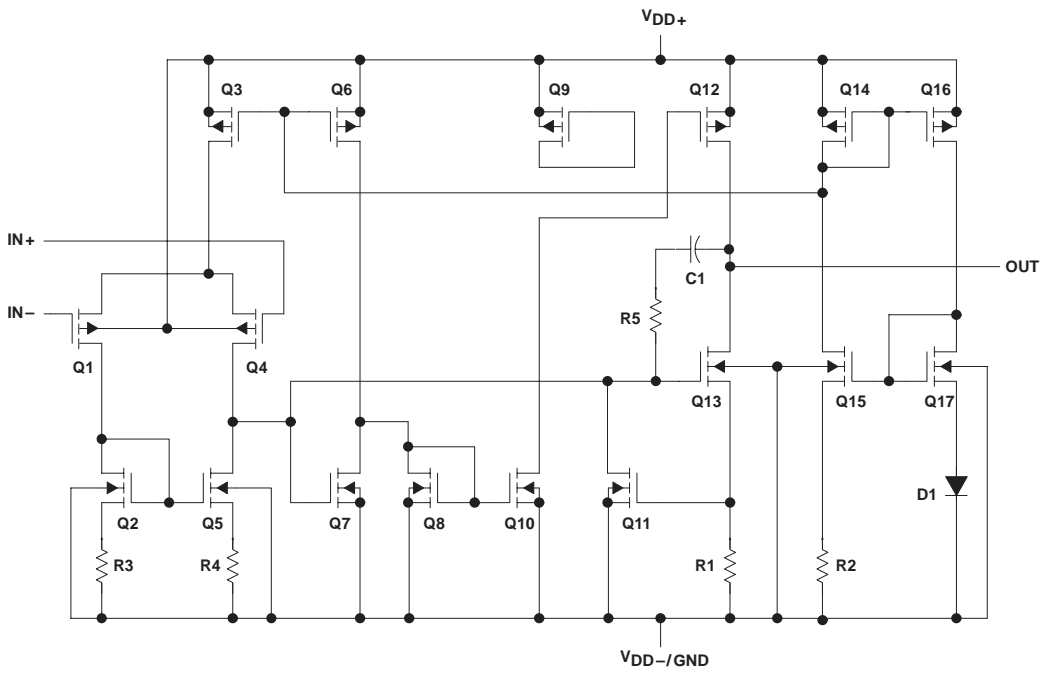 VDD+
Q3
Q6
Q9
Q12
Q14
Q16
IN+
IN−
C1
OUT
R5
Q1
Q4
Q13
Q15
Q17
Q2
Q5
Q7
Q8
Q10
Q11
D1
R3
R4
R1
R2
VDD−/GND